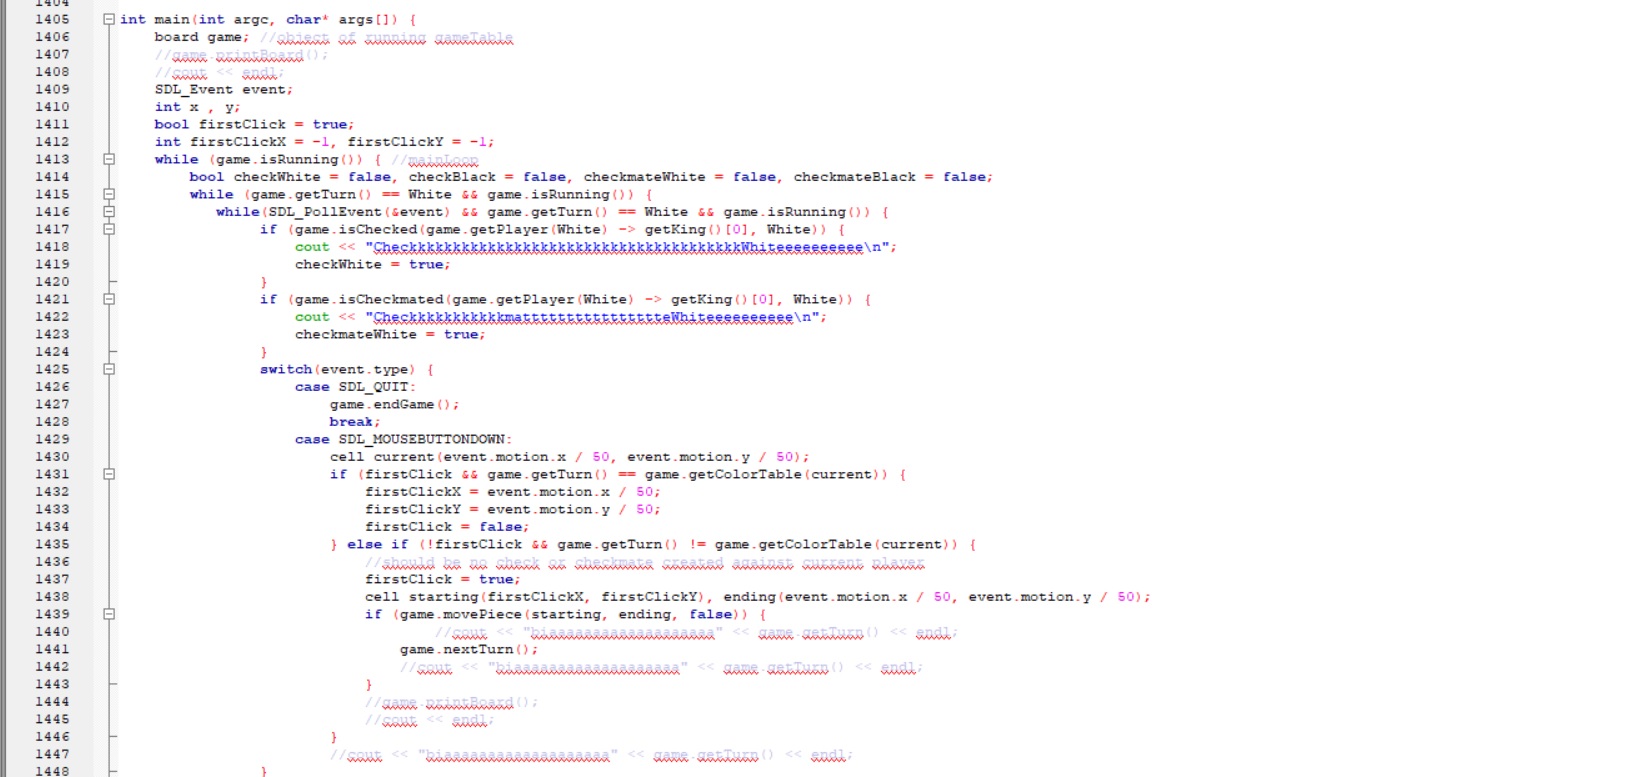 1404
1405 int main(int argc, char* args[]) {
1406 board game; //object of running gameTable
1407 //game.printBoard();
1408 //cout << endl;
1409 SDL_Event event;
1410 int x , y;
1411 bool firstClick = true;
1412 int firstClickX = -1, firstClickY = -1;
1413 while (game.isRunning()) { //mainLoop
1414 bool checkWhite = false, checkBlack = false, checkmateWhite = false, checkmateBlack = false;
1415 while (game.getTurn() == White && game.isRunning()) {
1416 while(SDL_PollEvent(&event) && game.getTurn() == White && game.isRunning()) {
1417 if (game.isChecked(game.getPlayer(White) -> getKing()[0], White)) {
1418 cout << "CheckkkkkkkkkkkkkkkkkkkkkkkkkkkkkkkkkkkkkkWhiteeeeeeeeee\n";
1419 checkWhite = true;
1420 }
1421 if (game.isCheckmated(game.getPlayer(White) -> getKing()[0], White)) {
1422 cout << "CheckkkkkkkkkkkmattttttttttttttttteWhiteeeeeeeeee\n";
1423 checkmateWhite = true;
1424 }
1425 switch(event.type) {
1426 case SDL_QUIT:
1427 game.endGame();
1428 break;
1429 case SDL_MOUSEBUTTONDOWN:
1430 cell current(event.motion.x / 50, event.motion.y / 50);
1431 if (firstClick && game.getTurn() == game.getColorTable(current)) {
1432 firstClickX = event.motion.x / 50;
1433 firstClickY = event.motion.y / 50;
1434 firstClick = false;
1435 } else if (!firstClick && game.getTurn() != game.getColorTable(current)) {
1436 //should be no check or checkmate created against current player
1437 firstClick = true;
1438 cell starting(firstClickX, firstClickY), ending(event.motion.x / 50, event.motion.y / 50);
1439 if (game.movePiece(starting, ending, false)) {
1440 //cout << "biaaaaaaaaaaaaaaaaaaa" << game.getTurn() << endl;
1441 game.nextTurn();
1442 //cout << "biaaaaaaaaaaaaaaaaaaa" << game.getTurn() << endl;
1443 }
1444 //game.printBoard();
1445 //cout << endl;
1446 }
1447 //cout << "biaaaaaaaaaaaaaaaaaaa" << game.getTurn() << endl;
1448 }